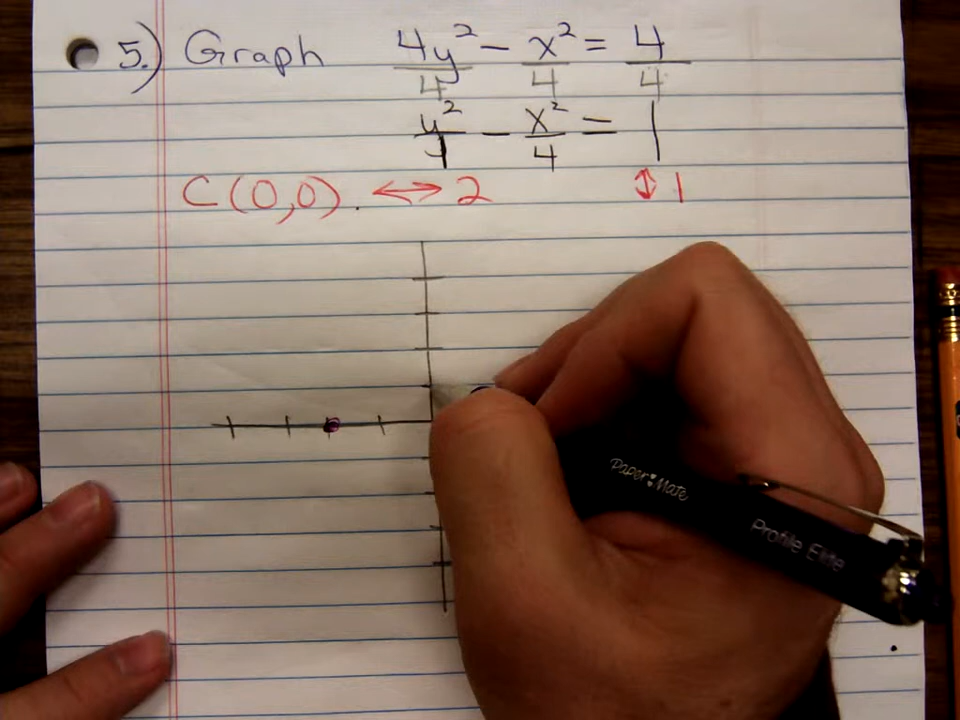 5.) Graph 4y² − x² = 4
4 4 4
y²/1 − x²/4 = 1
C(0,0). ↔ 2 ↕ 1
Paper:Mate
Profile Elite